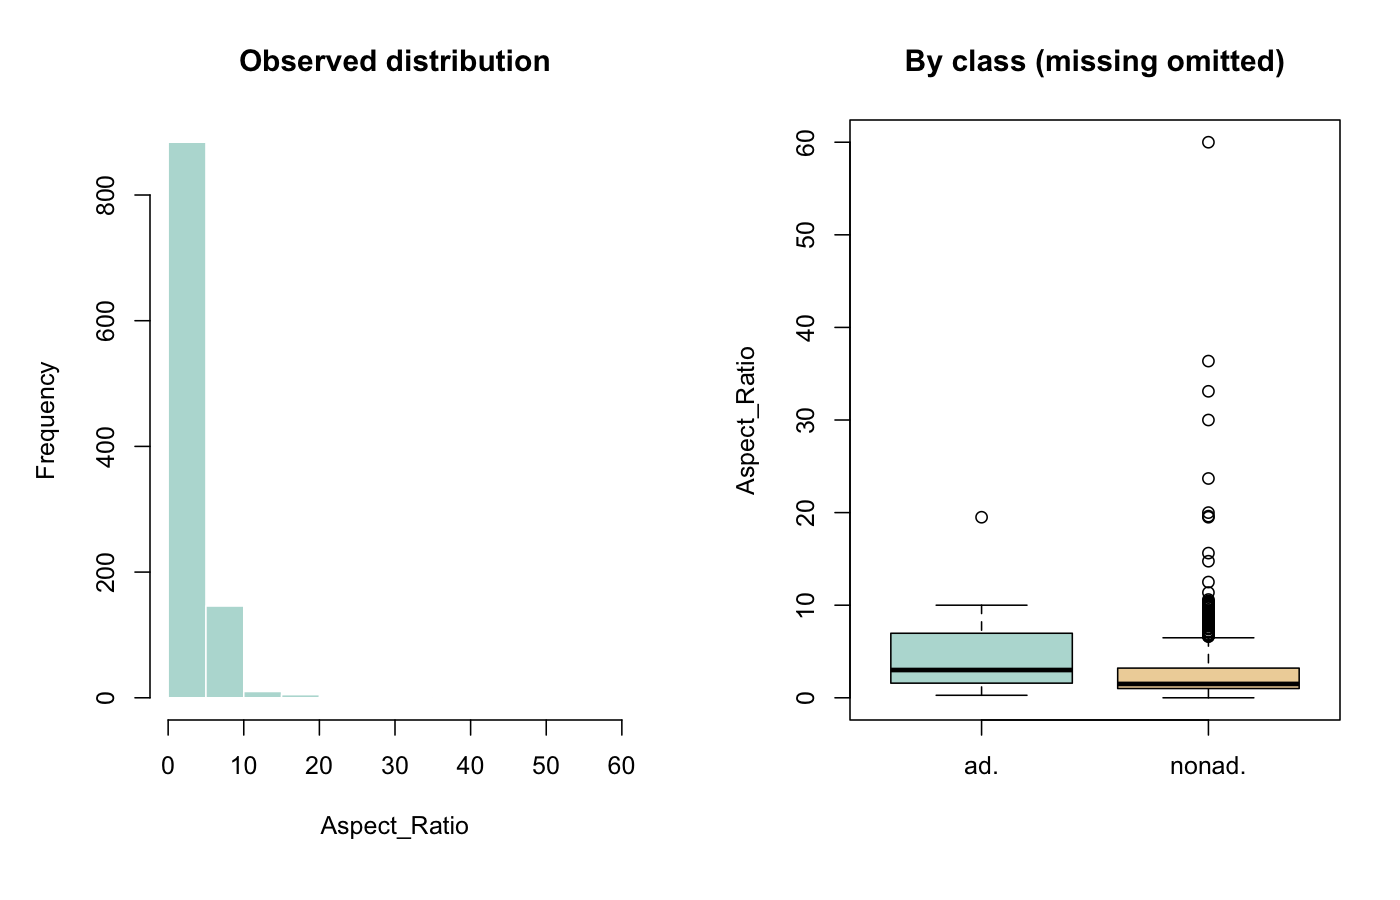 Observed distribution
Frequency
800
600
400
200
0
0 10 20 30 40 50 60
Aspect_Ratio
By class (missing omitted)
Aspect_Ratio
60
50
40
30
20
10
0
ad. nonad.